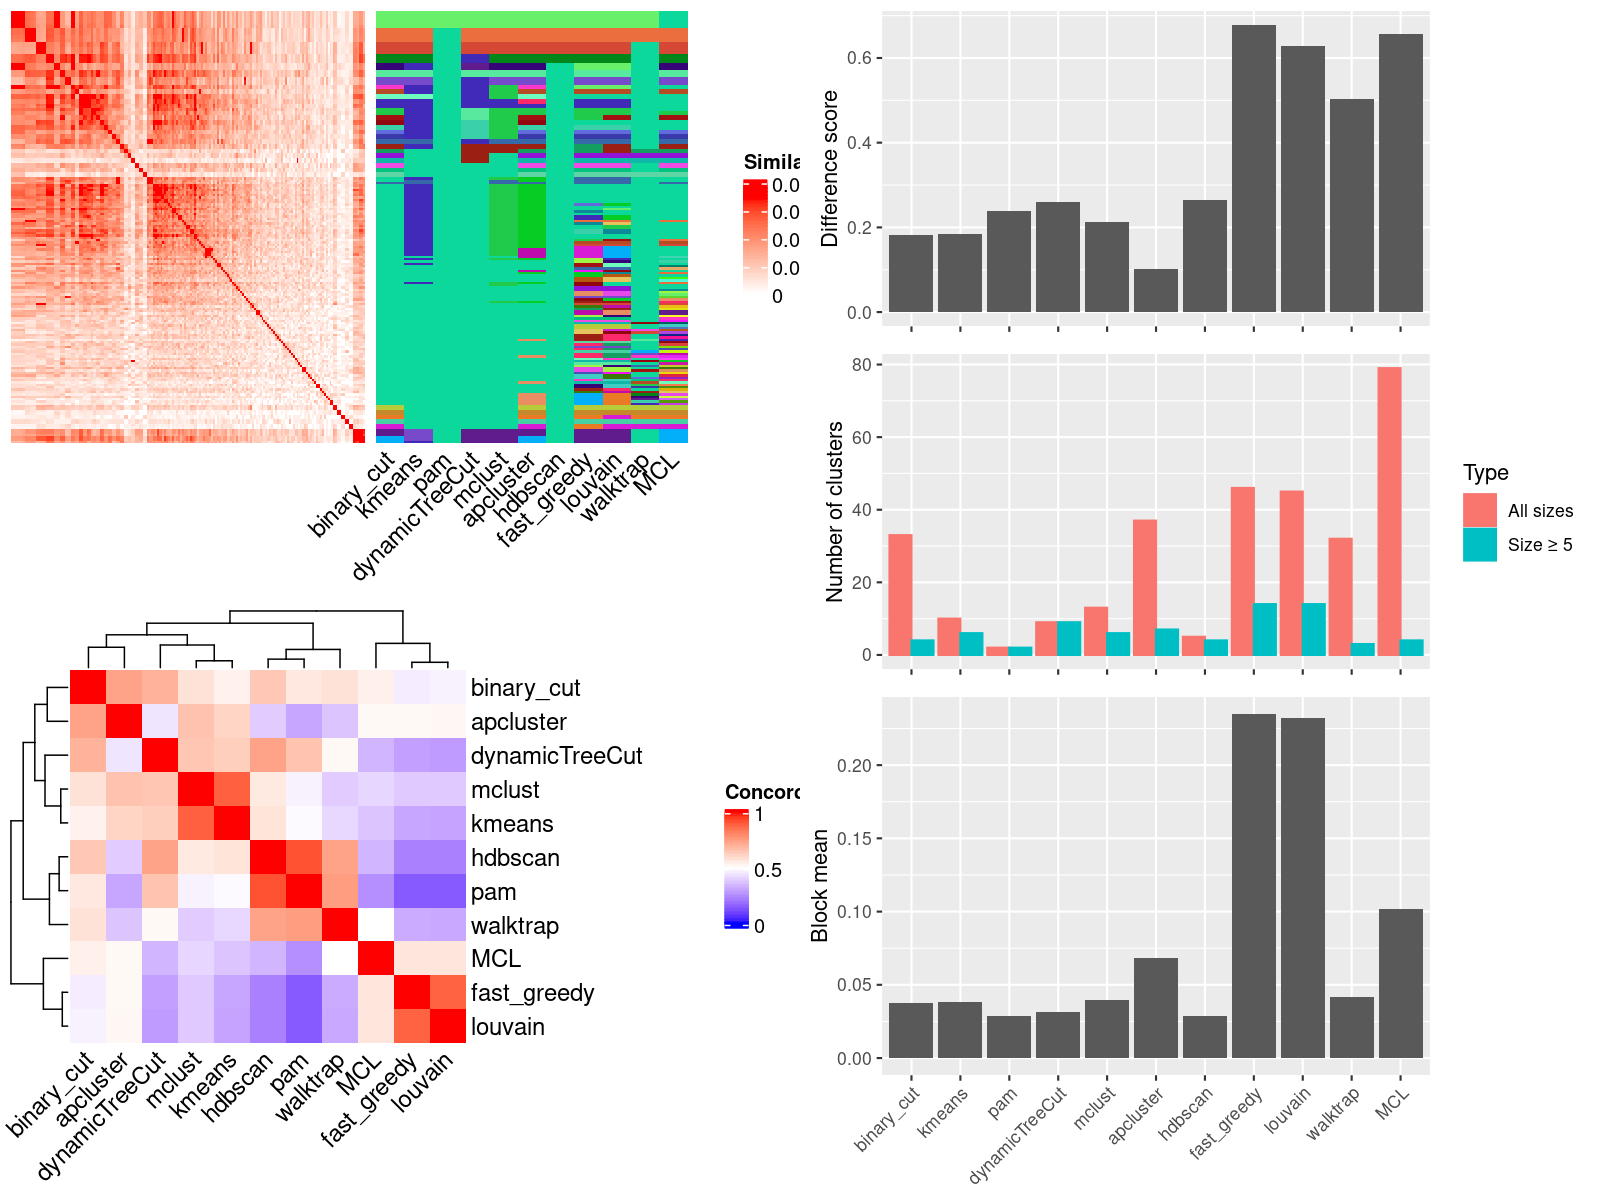 Simila
0.0
0.0
0.0
0.0
0
binary_cut
kmeans
pam
dynamicTreeCut
mclust
apcluster
hdbscan
fast_greedy
louvain
walktrap
MCL
binary_cut
apcluster
dynamicTreeCut
mclust
kmeans
hdbscan
pam
walktrap
MCL
fast_greedy
louvain
binary_cut
apcluster
dynamicTreeCut
mclust
kmeans
hdbscan
pam
walktrap
MCL
fast_greedy
louvain
Concord
1
0.5
0
Difference score
0.6
0.4
0.2
0.0
Number of clusters
80
60
40
20
0
Type
All sizes
Size ≥ 5
Block mean
0.20
0.15
0.10
0.05
0.00
binary_cut
kmeans
pam
dynamicTreeCut
mclust
apcluster
hdbscan
fast_greedy
louvain
walktrap
MCL